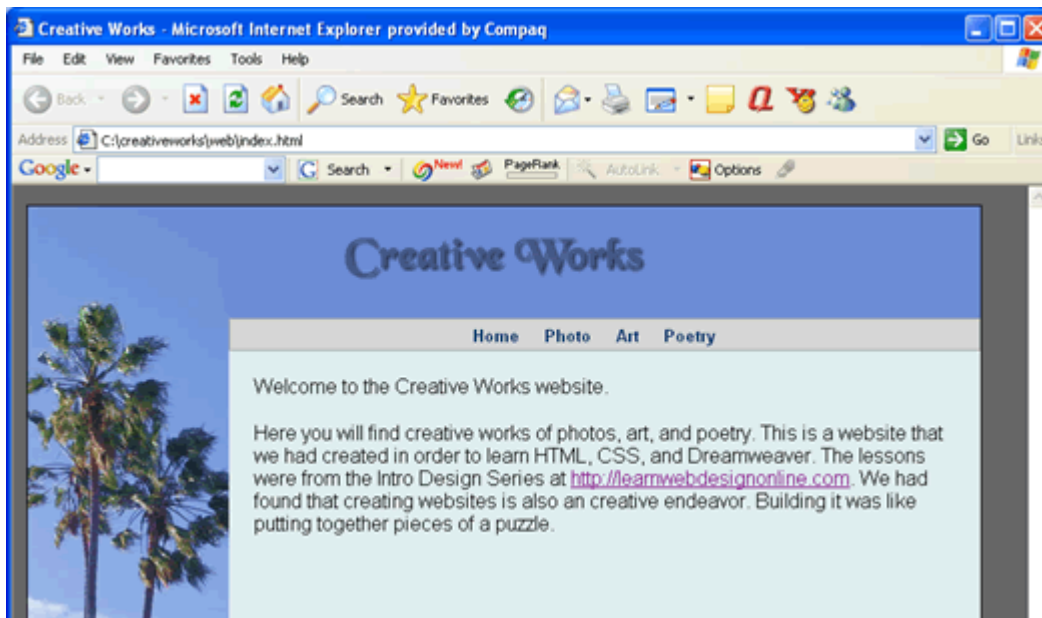 Creative Works - Microsoft Internet Explorer provided by Compaq
File Edit View Favorites Tools Help
Back Search Favorites
Address C:\creativeworks\web\index.html Go Links
Google Search New! PageRank AutoLink Options
Creative Works
Home Photo Art Poetry
Welcome to the Creative Works website.
Here you will find creative works of photos, art, and poetry. This is a website that
we had created in order to learn HTML, CSS, and Dreamweaver. The lessons
were from the Intro Design Series at http://learnwebdesignonline.com. We had
found that creating websites is also an creative endeavor. Building it was like
putting together pieces of a puzzle.